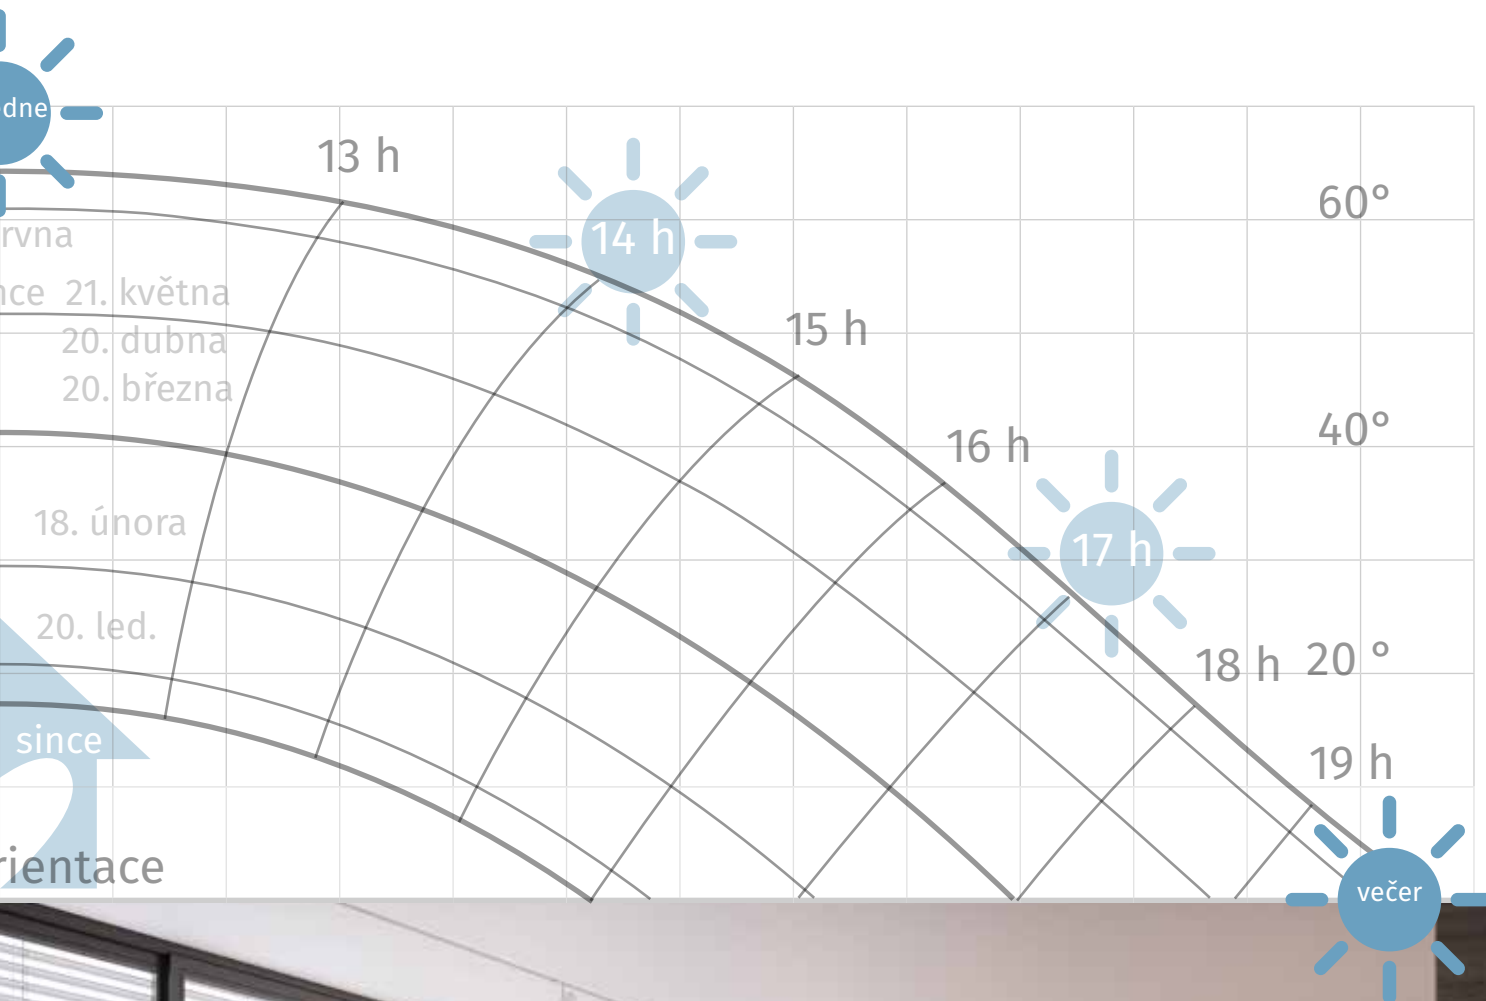 dne
13 h
14 h
60°
rvna
nce 21. května
20. dubna
15 h
20. března
40°
16 h
18. února
17 h
20. led.
18 h 20 °
since
19 h
2
rientace
večer